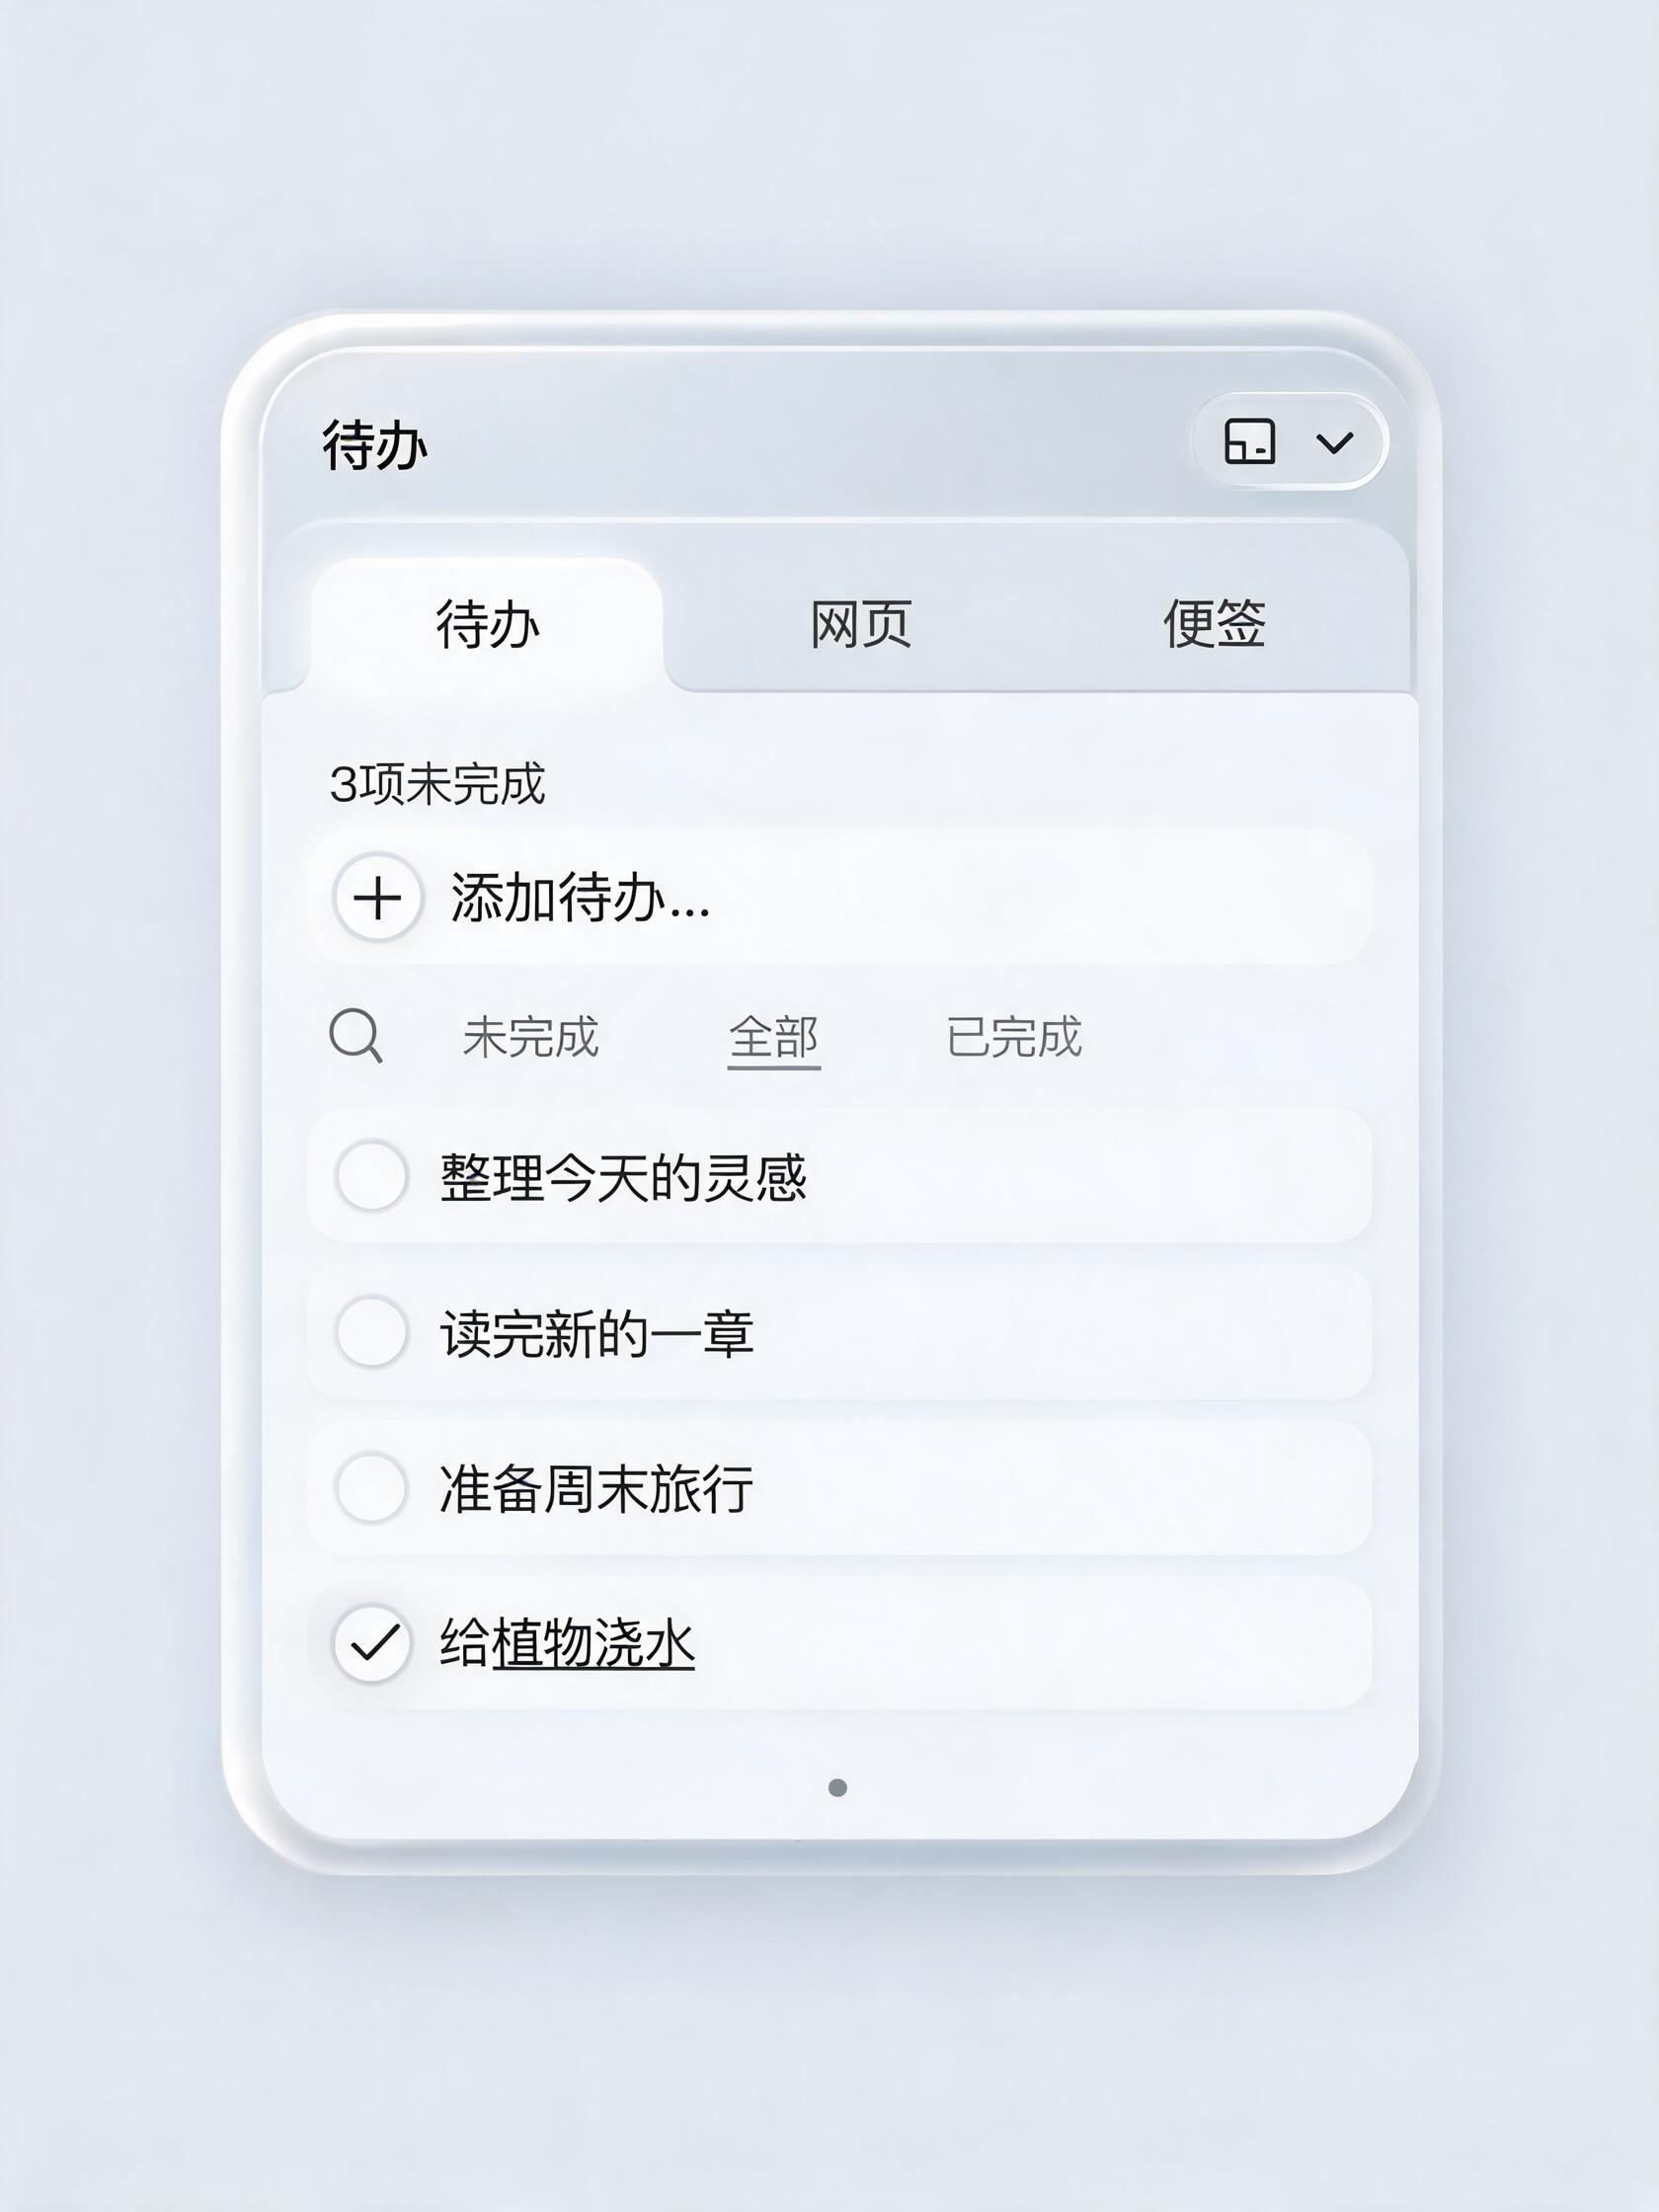 待办
待办 网页 便签
3项未完成
添加待办...
未完成 全部 已完成
整理今天的灵感
读完新的一章
准备周末旅行
给植物浇水